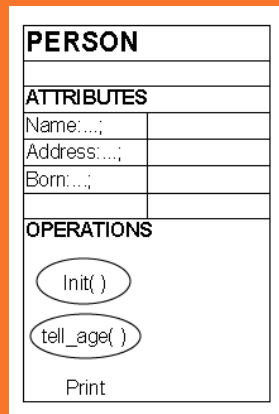 PERSON
ATTRIBUTES
Name:...;
Address:...;
Born:...;
OPERATIONS
Init( )
tell_age( )
Print